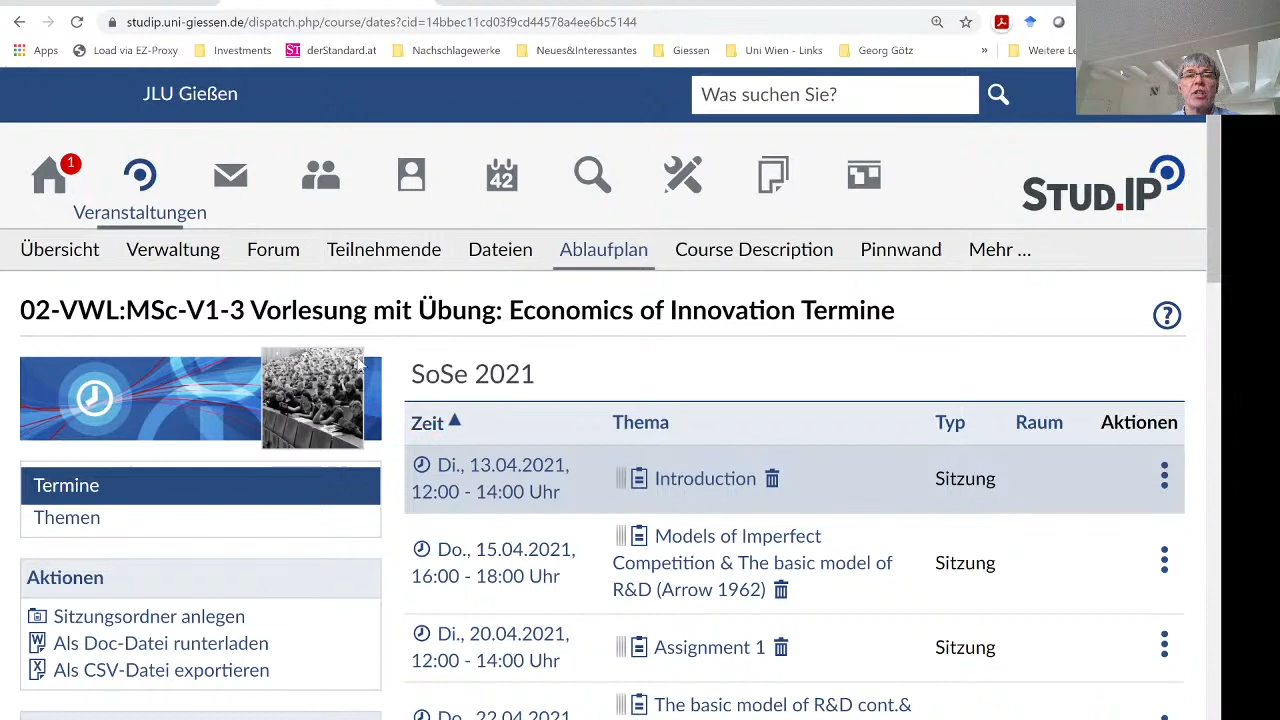 studip.uni-giessen.de/dispatch.php/course/dates?cid=14bbec11cd03f9cd44578a4ee6bc5144
Apps Load via EZ-Proxy Investments ST derStandard.at Nachschlagewerke Neues&Interessantes Giessen Uni Wien - Links Georg Götz » Weitere Le
JLU Gießen Was suchen Sie?
1 42
Veranstaltungen STUD.IP
Übersicht Verwaltung Forum Teilnehmende Dateien Ablaufplan Course Description Pinnwand Mehr ...
02-VWL:MSc-V1-3 Vorlesung mit Übung: Economics of Innovation Termine ?
Termine
Themen
Aktionen
Sitzungsordner anlegen
Als Doc-Datei runterladen
Als CSV-Datei exportieren
SoSe 2021
Zeit Thema Typ Raum Aktionen
Di., 13.04.2021,
12:00 - 14:00 Uhr
Introduction
Sitzung
Do., 15.04.2021,
16:00 - 18:00 Uhr
Models of Imperfect
Competition & The basic model of
R&D (Arrow 1962)
Sitzung
Di., 20.04.2021,
12:00 - 14:00 Uhr
Assignment 1
Sitzung
Do., 22.04.2021,
The basic model of R&D cont.&